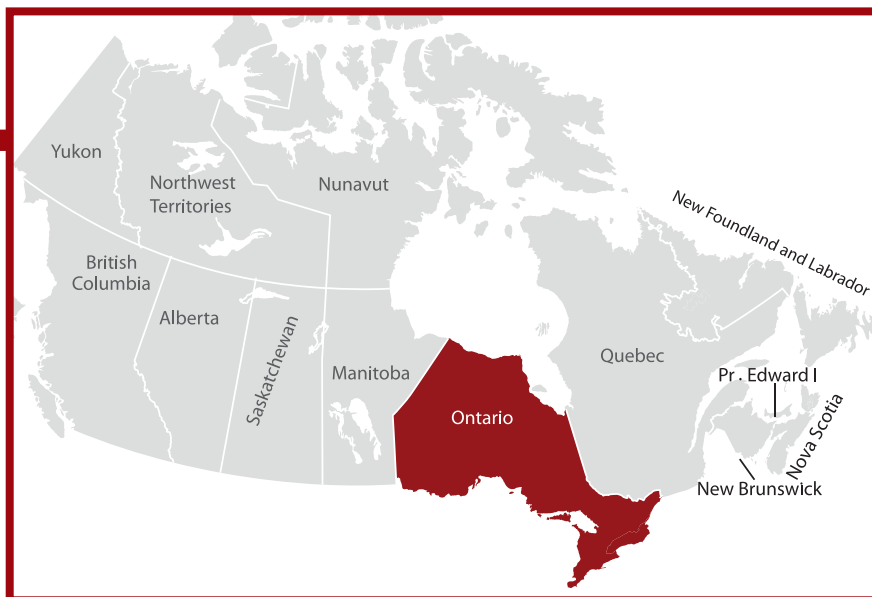 Yukon
Northwest
Territories
Nunavut
New Foundland and Labrador
British
Columbia
Alberta
Saskatchewan
Manitoba
Quebec
Pr . Edward I
Ontario
Nova Scotia
New Brunswick